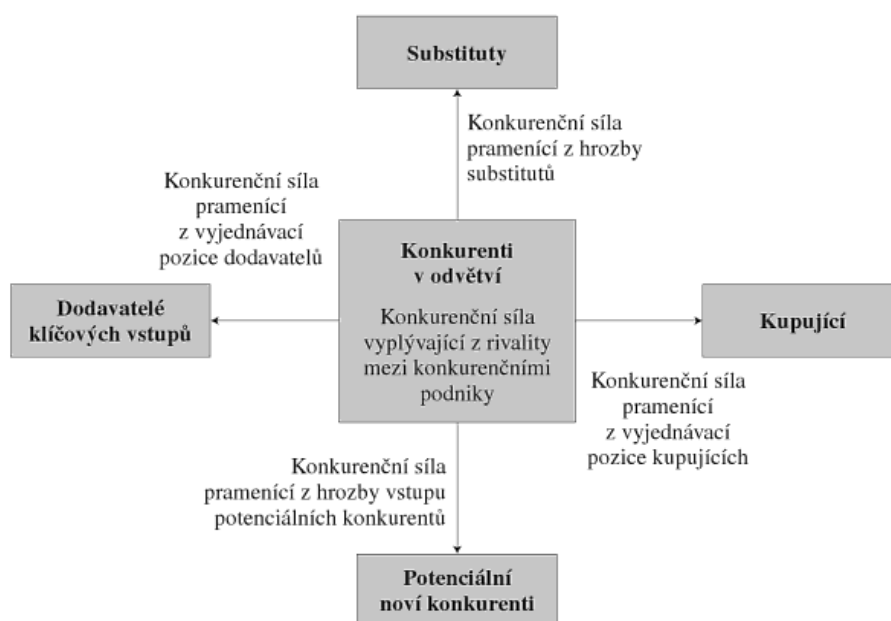 Substituty
Konkurenční síla
pramenící z hrozby
substitutů
Konkurenční síla
pramenící
z vyjednávací
pozice dodavatelů
Dodavatelé
klíčových vstupů
Konkurenti
v odvětví
Konkurenční síla
vyplývající z rivality
mezi konkurenčními
podniky
Kupující
Konkurenční síla
pramenící
z vyjednávací
pozice kupujících
Konkurenční síla
pramenící z hrozby vstupu
potenciálních konkurentů
Potenciální
noví konkurenti